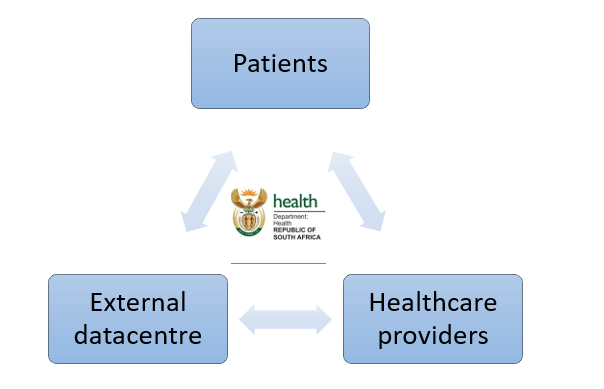 Patients
health
Department:
Health
REPUBLIC OF
SOUTH AFRICA
External
datacentre
Healthcare
providers